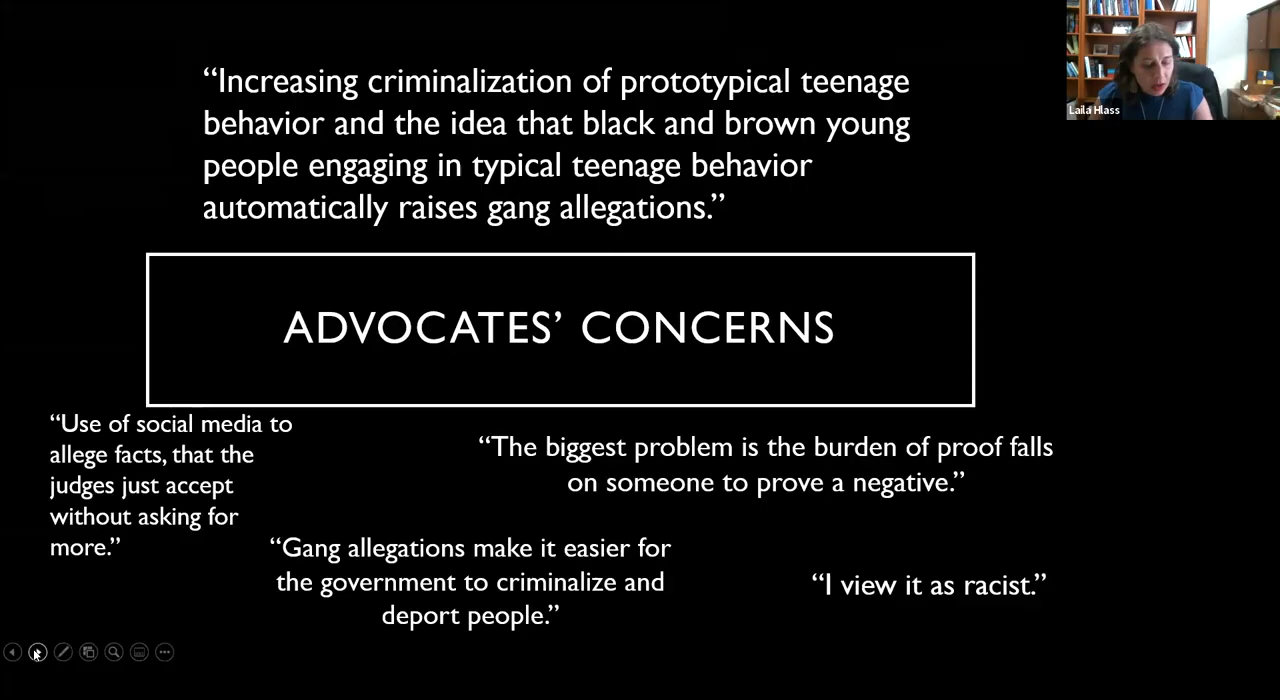 “Increasing criminalization of prototypical teenage
behavior and the idea that black and brown young
people engaging in typical teenage behavior
automatically raises gang allegations.”
Laila Hlass
ADVOCATES’ CONCERNS
“Use of social media to
allege facts, that the
judges just accept
without asking for
more.”
“The biggest problem is the burden of proof falls
on someone to prove a negative.”
“Gang allegations make it easier for
the government to criminalize and
deport people.”
“I view it as racist.”